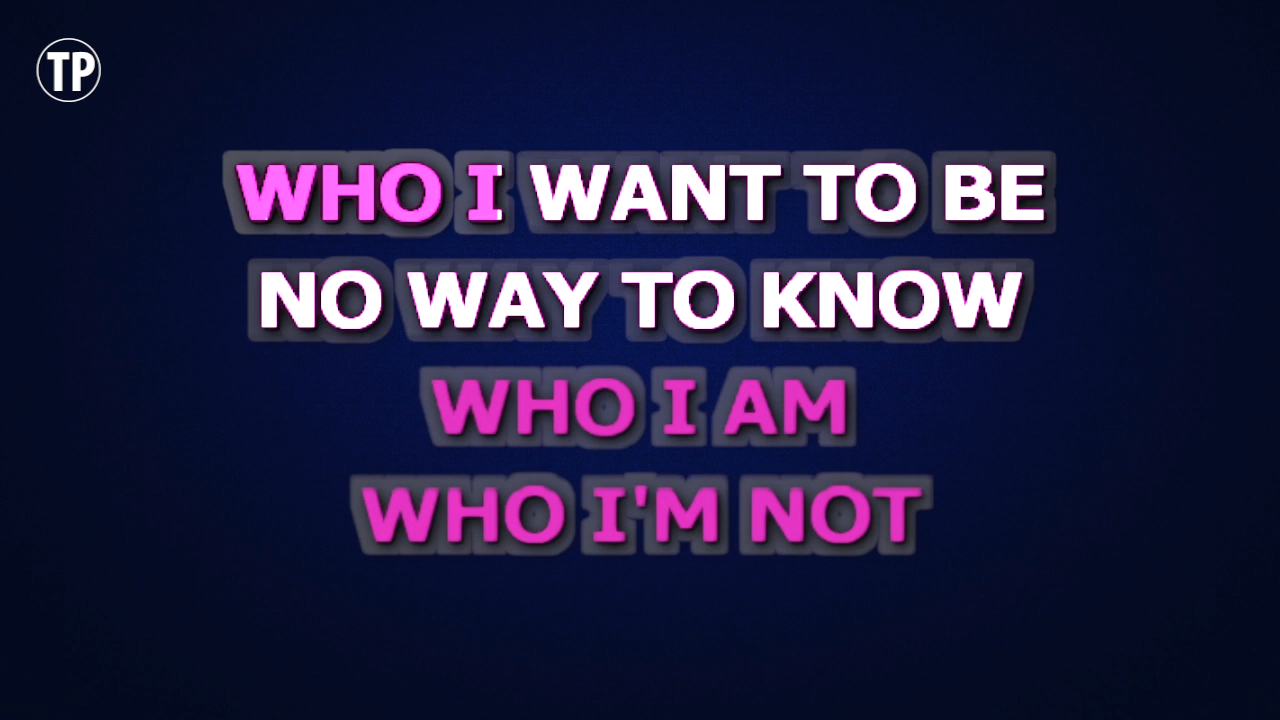 TP
WHO I WANT TO BE
NO WAY TO KNOW
WHO I AM
WHO I'M NOT